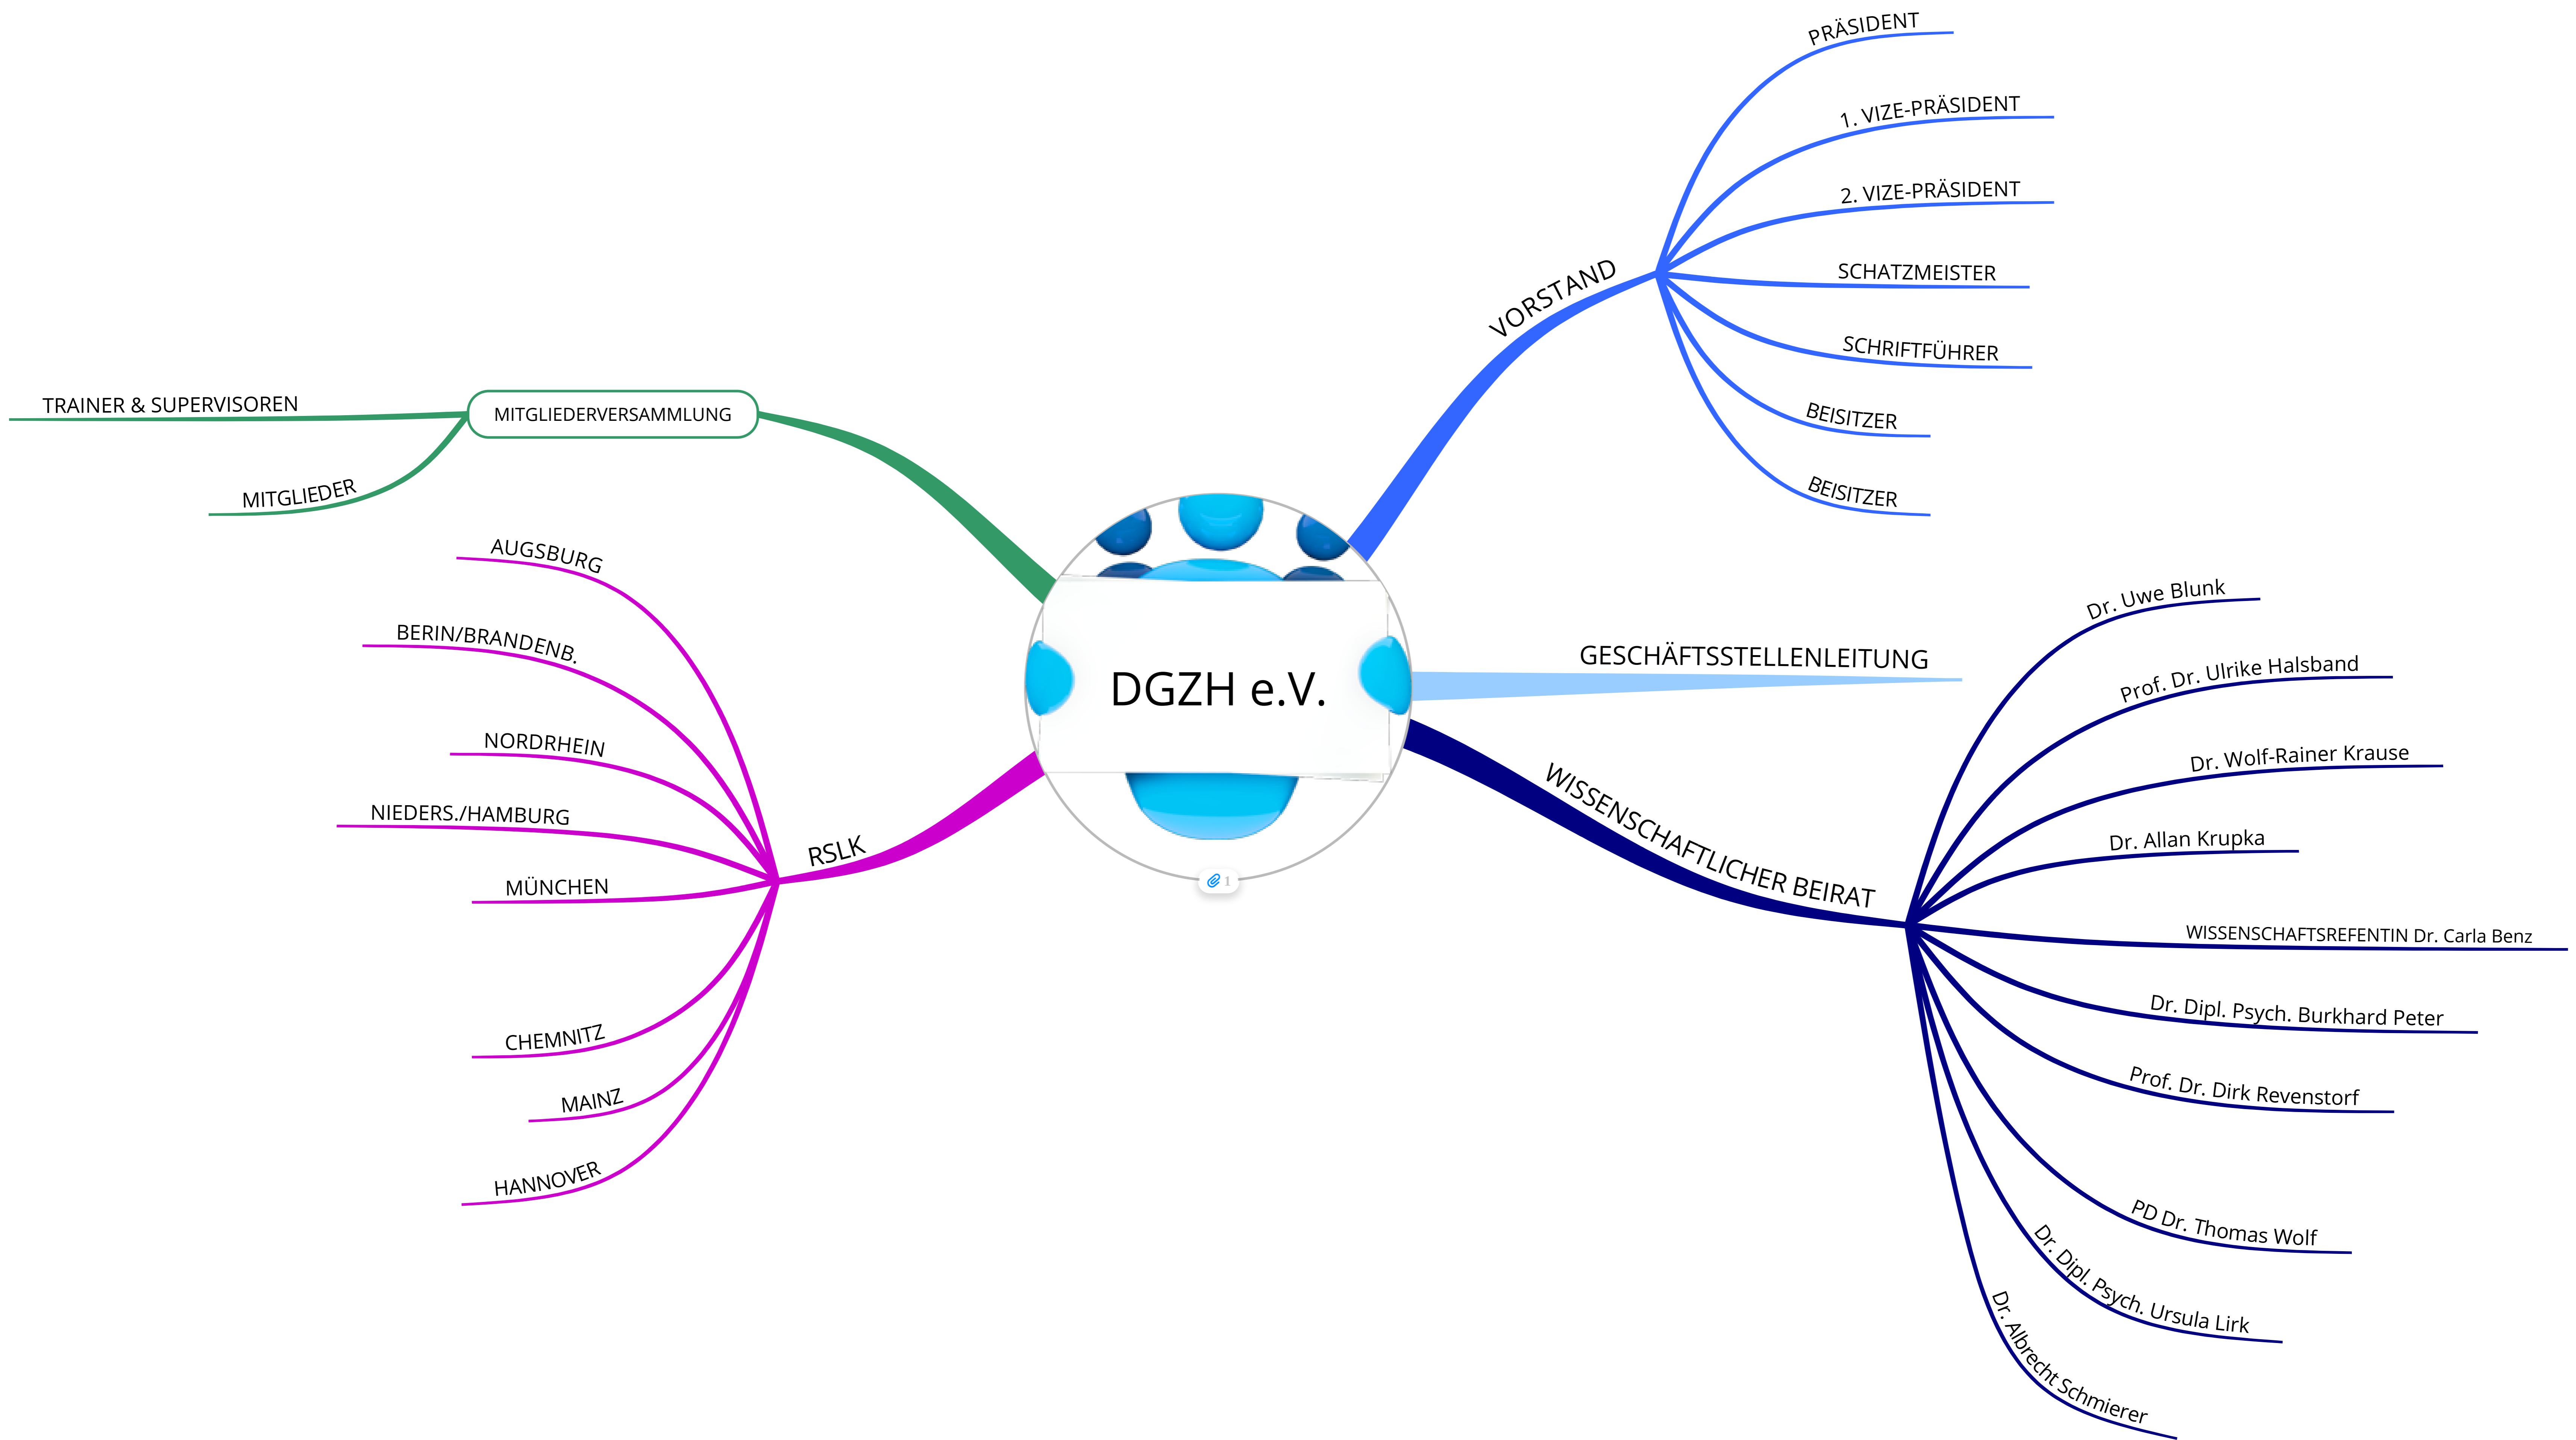 DGZH e.V.
1
VORSTAND
PRÄSIDENT
1. VIZE-PRÄSIDENT
2. VIZE-PRÄSIDENT
SCHATZMEISTER
SCHRIFTFÜHRER
BEISITZER
BEISITZER
GESCHÄFTSSTELLENLEITUNG
WISSENSCHAFTLICHER BEIRAT
Dr. Uwe Blunk
Prof. Dr. Ulrike Halsband
Dr. Wolf-Rainer Krause
Dr. Allan Krupka
WISSENSCHAFTSREFENTIN Dr. Carla Benz
Dr. Dipl. Psych. Burkhard Peter
Prof. Dr. Dirk Revenstorf
PD Dr. Thomas Wolf
Dr. Dipl. Psych. Ursula Lirk
Dr. Albrecht Schmierer
MITGLIEDERVERSAMMLUNG
TRAINER & SUPERVISOREN
MITGLIEDER
RSLK
AUGSBURG
BERIN/BRANDENB.
NORDRHEIN
NIEDERS./HAMBURG
MÜNCHEN
CHEMNITZ
MAINZ
HANNOVER